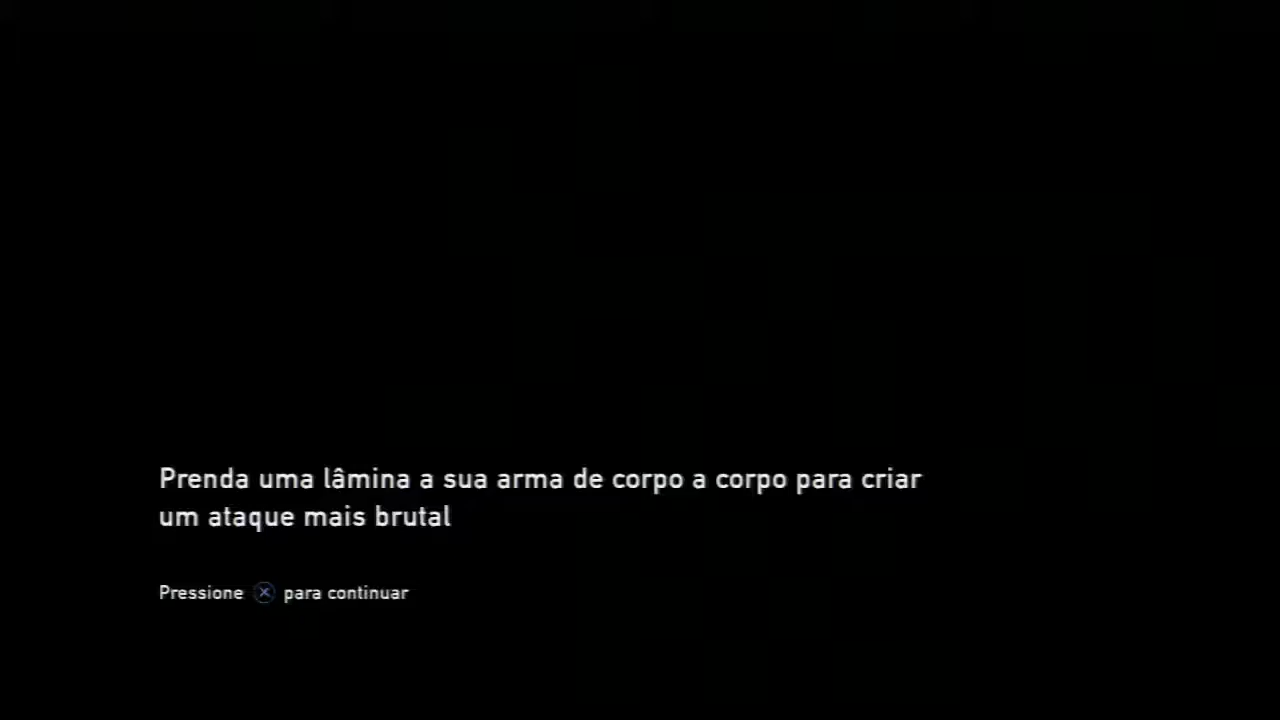 Prenda uma lâmina a sua arma de corpo a corpo para criar
um ataque mais brutal
Pressione para continuar